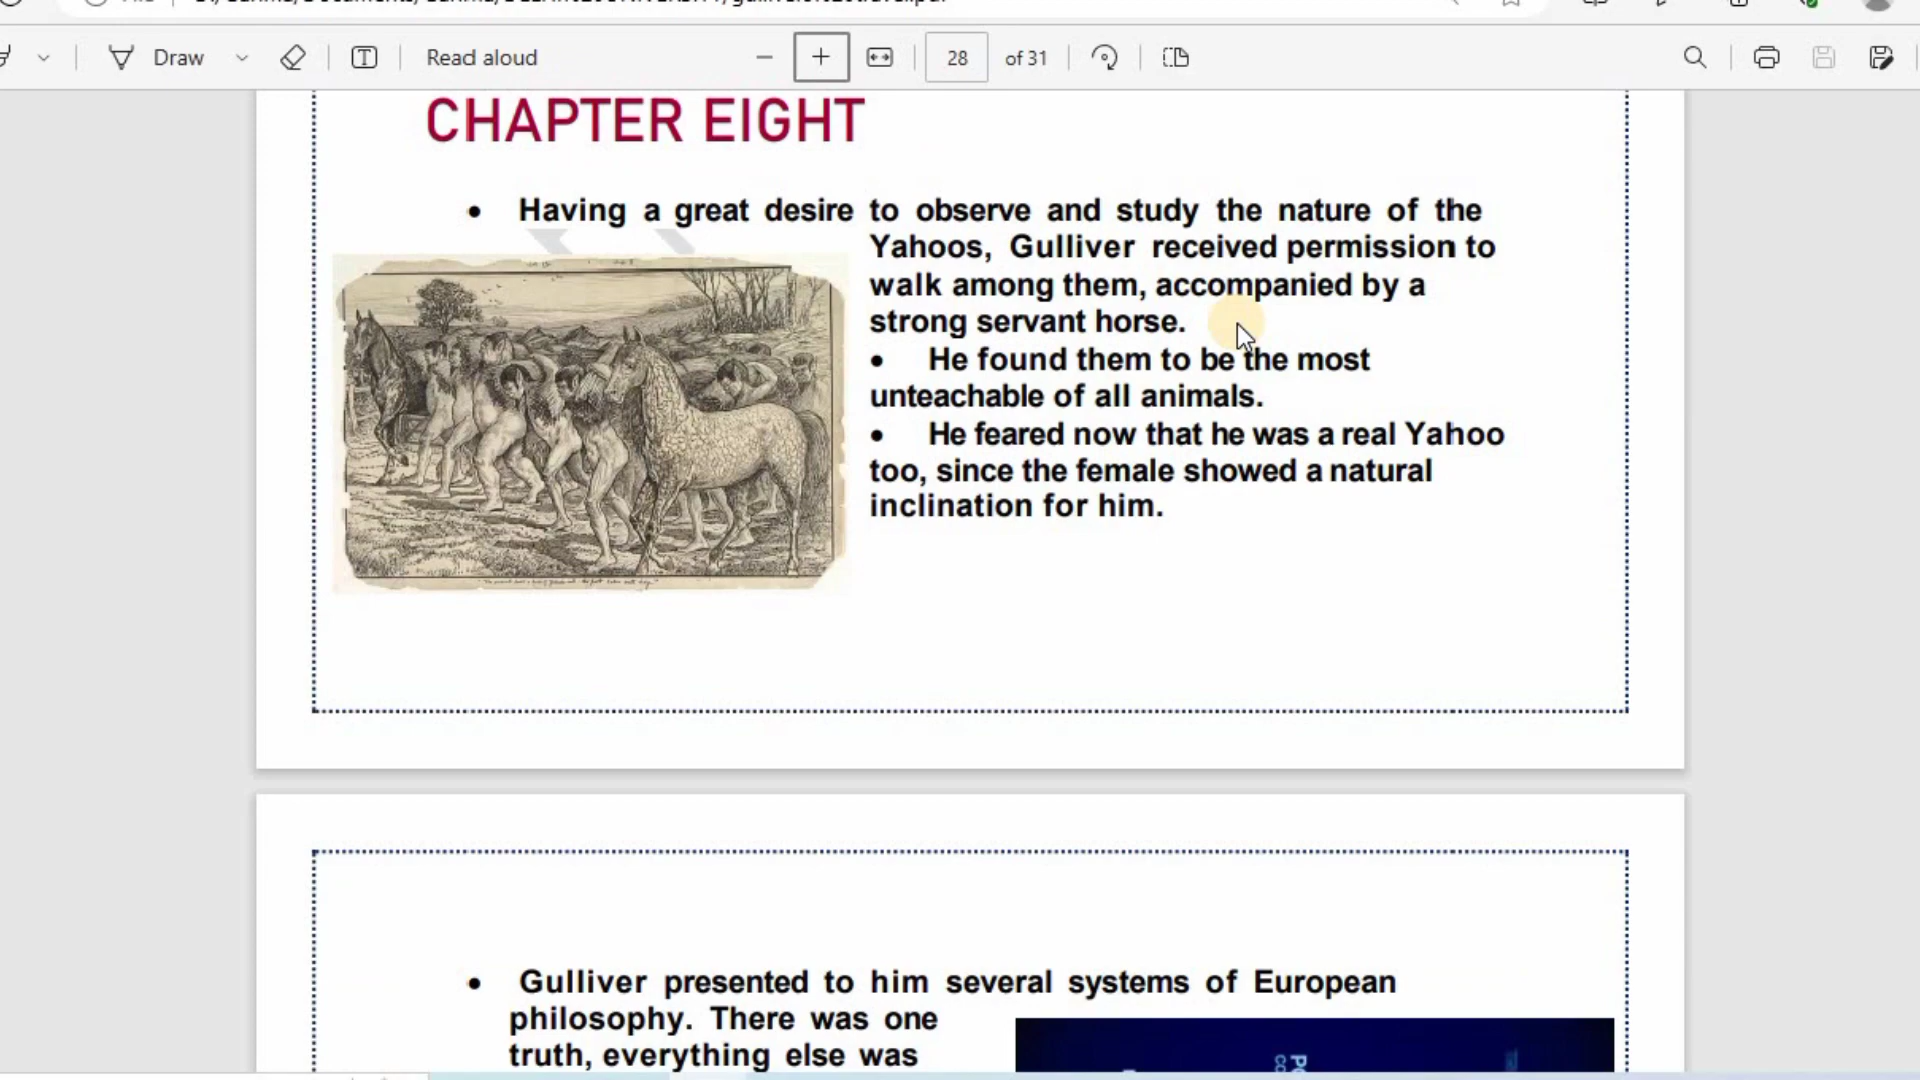 Draw
Read aloud
28
of 31
CHAPTER EIGHT
• Having a great desire to observe and study the nature of the
Yahoos, Gulliver received permission to
walk among them, accompanied by a
strong servant horse.
• He found them to be the most
unteachable of all animals.
• He feared now that he was a real Yahoo
too, since the female showed a natural
inclination for him.
• Gulliver presented to him several systems of European
philosophy. There was one
truth, everything else was